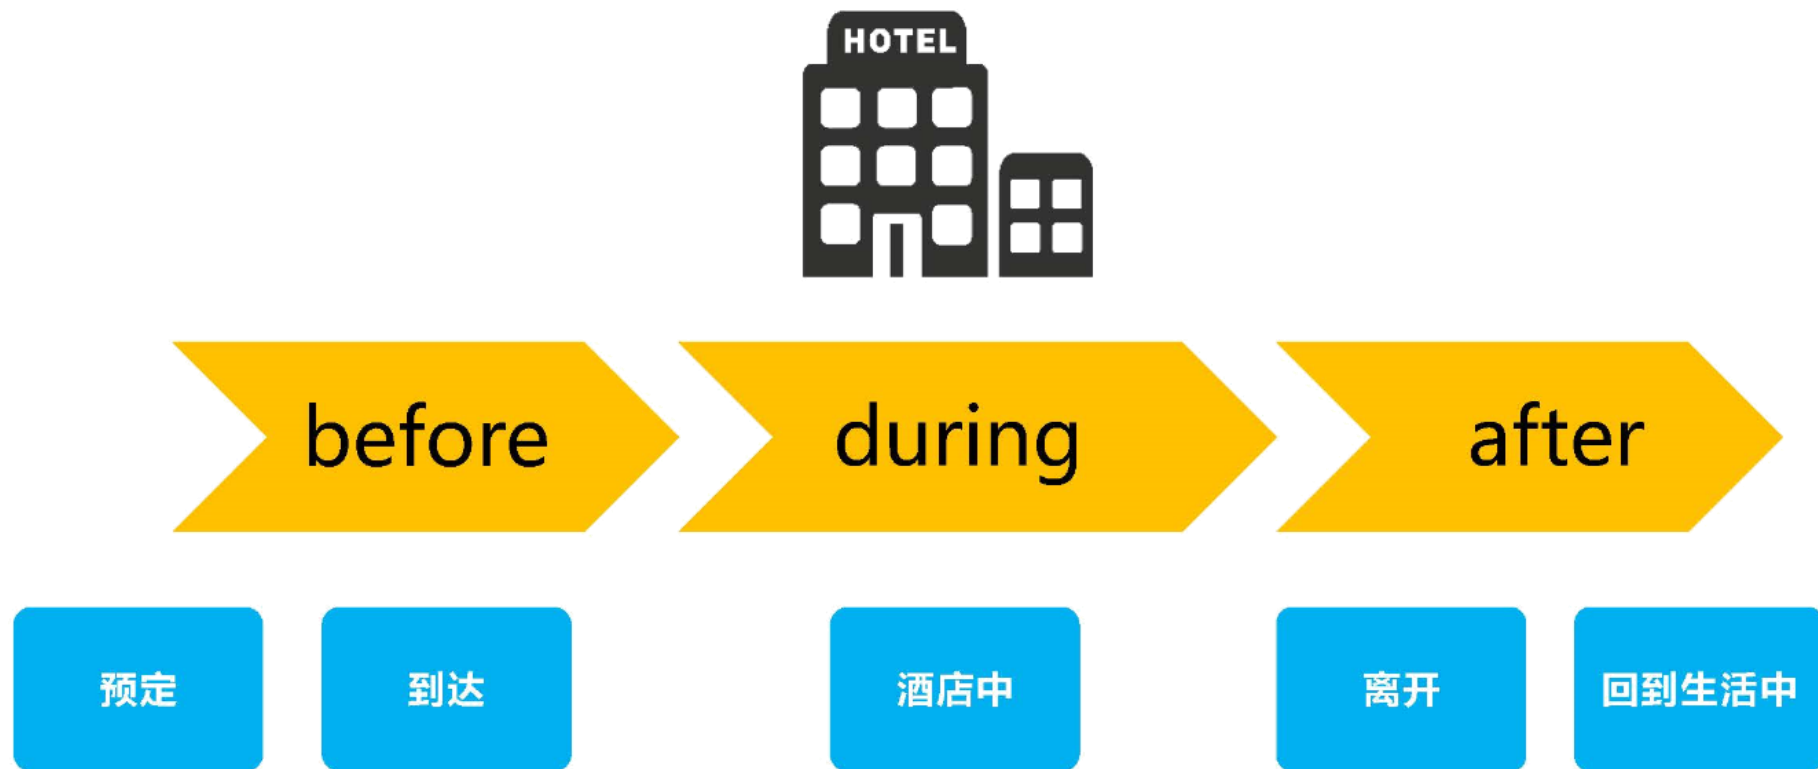 HOTEL
before
during
after
预定
到达
酒店中
离开
回到生活中